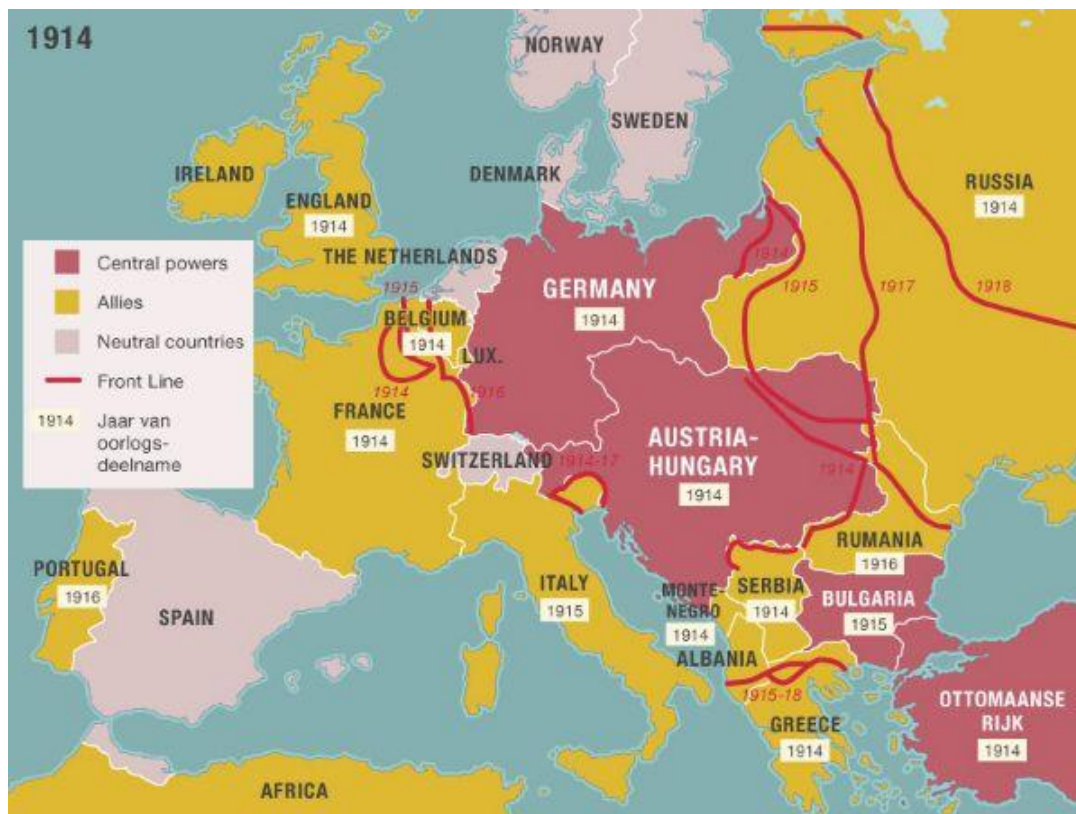 1914
NORWAY
SWEDEN
DENMARK
IRELAND
ENGLAND
1914
RUSSIA
1914
Central powers
Allies
Neutral countries
Front Line
1914
Jaar van
oorlogs-
deelname
THE NETHERLANDS
1915
BELGIUM
1914
LUX.
GERMANY
1914
1914
1915
1917
1918
1914
1916
FRANCE
1914
SWITZERLAND
1914-17
AUSTRIA-
HUNGARY
1914
1914
RUMANIA
1916
PORTUGAL
1916
SPAIN
ITALY
1915
MONTE-
NEGRO
1914
SERBIA
1914
BULGARIA
1915
ALBANIA
1915-18
GREECE
1914
OTTOMAANSE
RIJK
1914
AFRICA